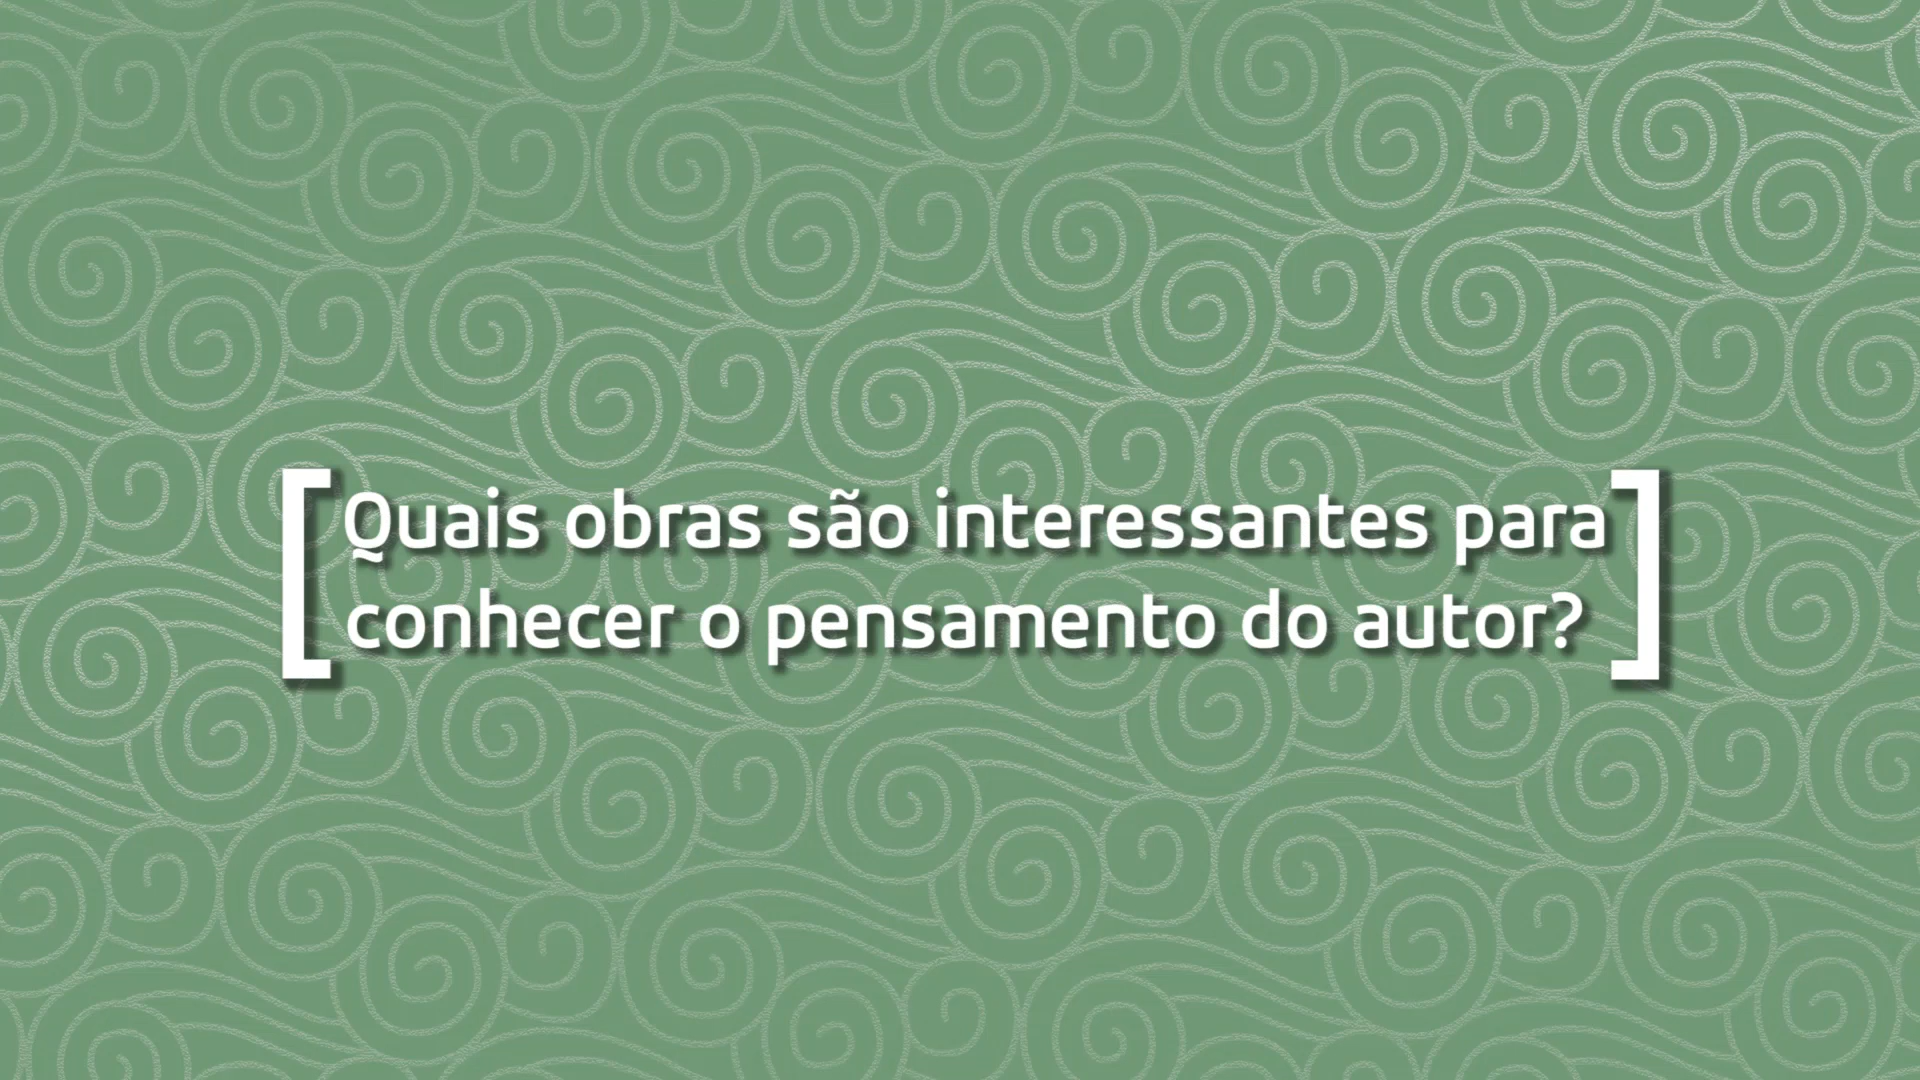 [Quais obras são interessantes para
conhecer o pensamento do autor?]